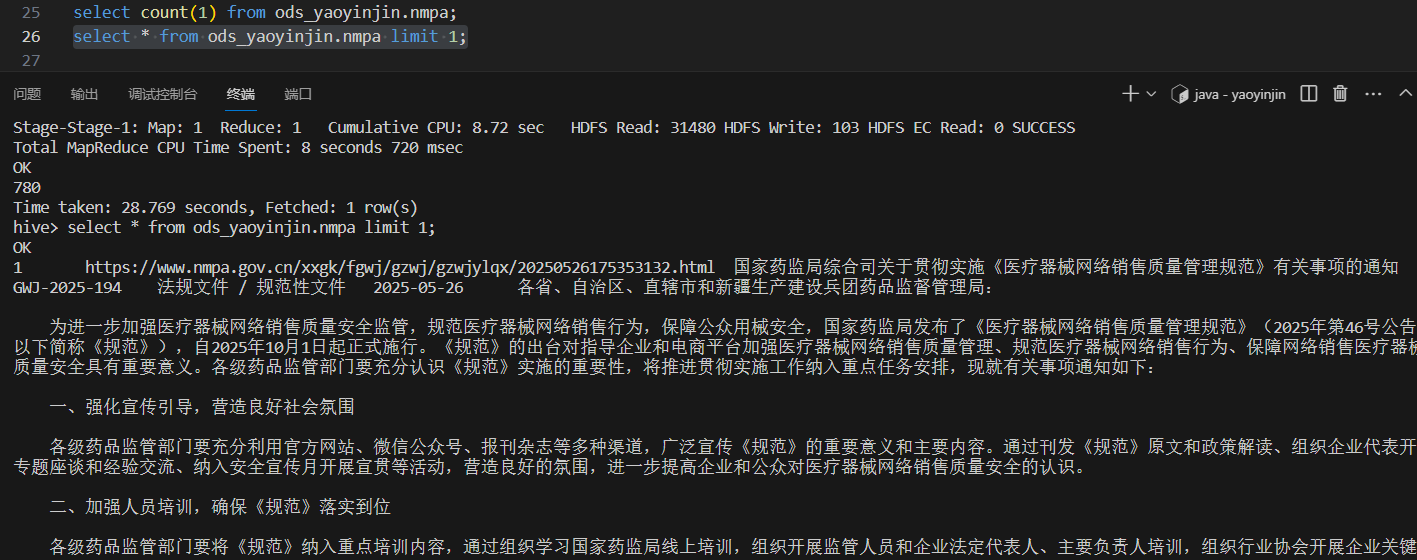 25 select count(1) from ods_yaoyinjin.nmpa;
26 select * from ods_yaoyinjin.nmpa limit 1;
27
问题 输出 调试控制台 终端 端口 java - yaoyinjin
Stage-Stage-1: Map: 1 Reduce: 1 Cumulative CPU: 8.72 sec HDFS Read: 31480 HDFS Write: 103 HDFS EC Read: 0 SUCCESS
Total MapReduce CPU Time Spent: 8 seconds 720 msec
OK
780
Time taken: 28.769 seconds, Fetched: 1 row(s)
hive> select * from ods_yaoyinjin.nmpa limit 1;
OK
1 https://www.nmpa.gov.cn/xxgk/fgwj/gzwj/gzwjylqx/20250526175353132.html 国家药监局综合司关于贯彻实施《医疗器械网络销售质量管理规范》有关事项的通知
GWJ-2025-194 法规文件 / 规范性文件 2025-05-26 各省、自治区、直辖市和新疆生产建设兵团药品监督管理局：
为进一步加强医疗器械网络销售质量安全监管，规范医疗器械网络销售行为，保障公众用械安全，国家药监局发布了《医疗器械网络销售质量管理规范》（2025年第46号公告
以下简称《规范》），自2025年10月1日起正式施行。《规范》的出台对指导企业和电商平台加强医疗器械网络销售质量管理、规范医疗器械网络销售行为、保障网络销售医疗器械
质量安全具有重要意义。各级药品监管部门要充分认识《规范》实施的重要性，将推进贯彻实施工作纳入重点任务安排，现就有关事项通知如下：
一、强化宣传引导，营造良好社会氛围
各级药品监管部门要充分利用官方网站、微信公众号、报刊杂志等多种渠道，广泛宣传《规范》的重要意义和主要内容。通过刊发《规范》原文和政策解读、组织企业代表开
专题座谈和经验交流、纳入安全宣传月开展宣贯等活动，营造良好的氛围，进一步提高企业和公众对医疗器械网络销售质量安全的认识。
二、加强人员培训，确保《规范》落实到位
各级药品监管部门要将《规范》纳入重点培训内容，通过组织学习国家药监局线上培训，组织开展监管人员和企业法定代表人、主要负责人培训，组织行业协会开展企业关键